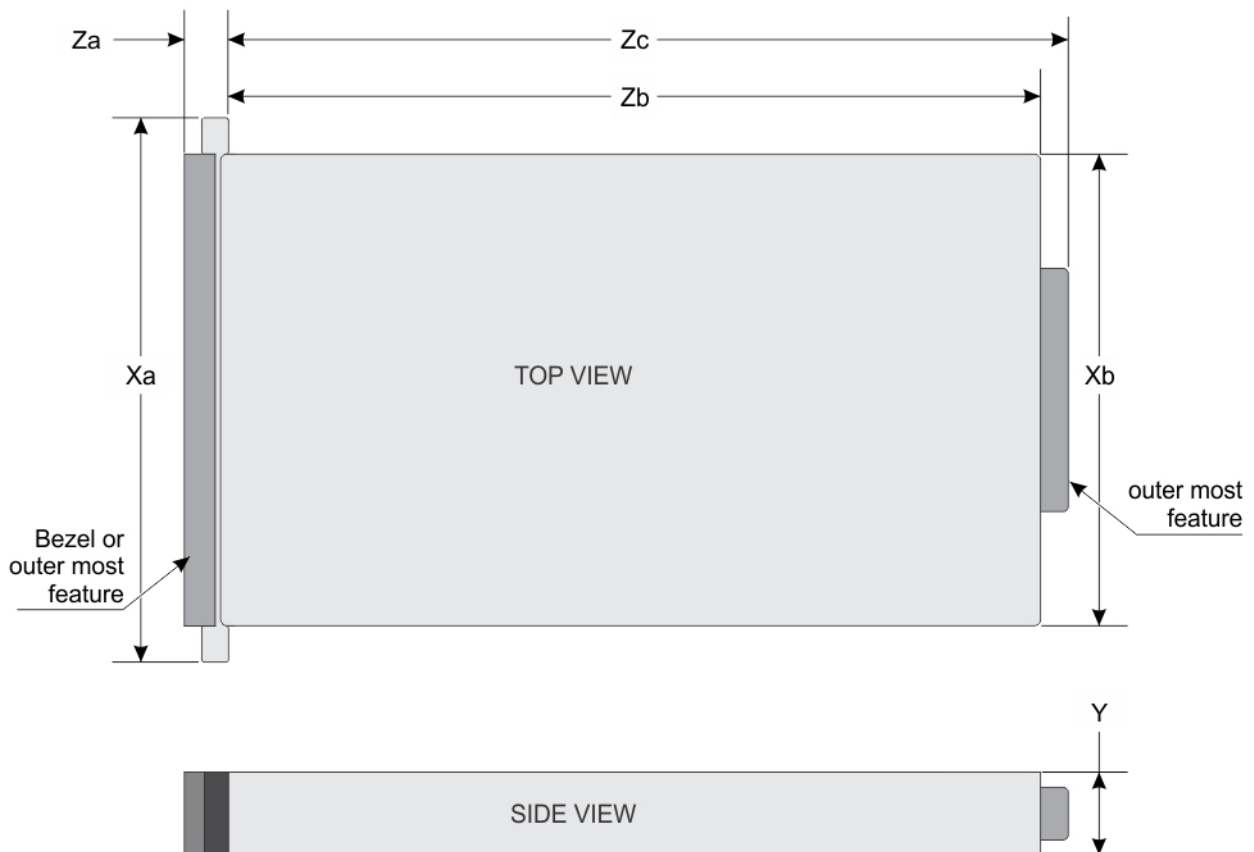 Za
Zc
Zb
Xa
TOP VIEW
Xb
outer most
feature
Bezel or
outer most
feature
Y
SIDE VIEW